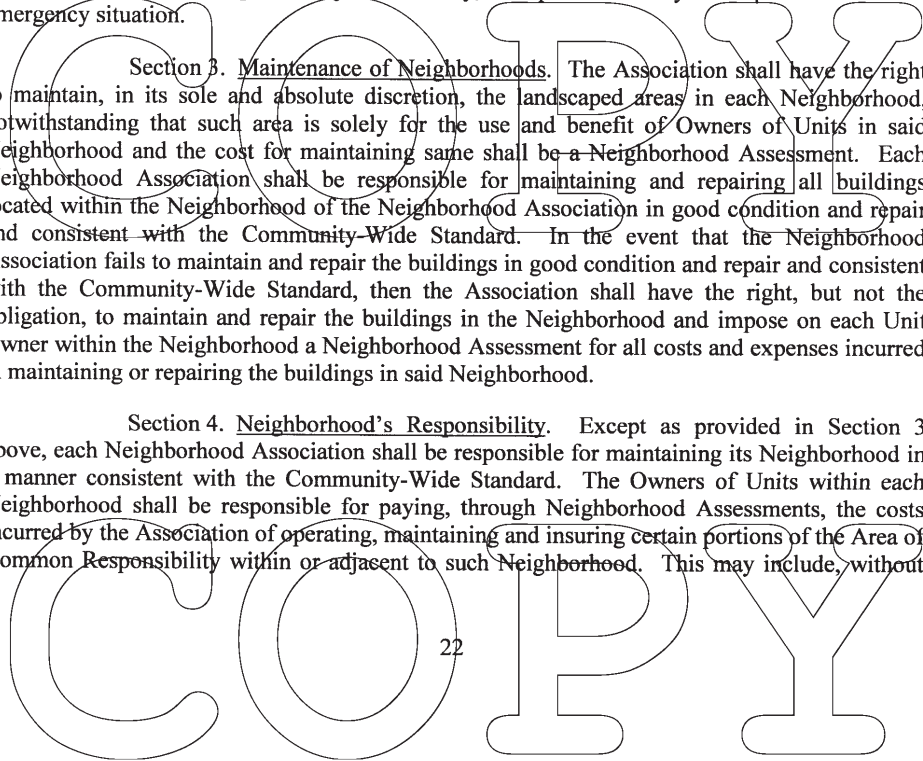 mergency situation.
Section 3. Maintenance of Neighborhoods. The Association shall have the right
o maintain, in its sole and absolute discretion, the landscaped areas in each Neighborhood,
otwithstanding that such area is solely for the use and benefit of Owners of Units in said
eighborhood and the cost for maintaining same shall be a Neighborhood Assessment. Each
eighborhood Association shall be responsible for maintaining and repairing all buildings
ocated within the Neighborhood of the Neighborhood Association in good condition and repair
nd consistent with the Community-Wide Standard. In the event that the Neighborhood
ssociation fails to maintain and repair the buildings in good condition and repair and consistent
ith the Community-Wide Standard, then the Association shall have the right, but not the
bligation, to maintain and repair the buildings in the Neighborhood and impose on each Unit
wner within the Neighborhood a Neighborhood Assessment for all costs and expenses incurred
maintaining or repairing the buildings in said Neighborhood.
Section 4. Neighborhood's Responsibility. Except as provided in Section 3
bove, each Neighborhood Association shall be responsible for maintaining its Neighborhood in
manner consistent with the Community-Wide Standard. The Owners of Units within each
eighborhood shall be responsible for paying, through Neighborhood Assessments, the costs
ncurred by the Association of operating, maintaining and insuring certain portions of the Area of
ommon Responsibility within or adjacent to such Neighborhood. This may include, without
22
COPY
COPY